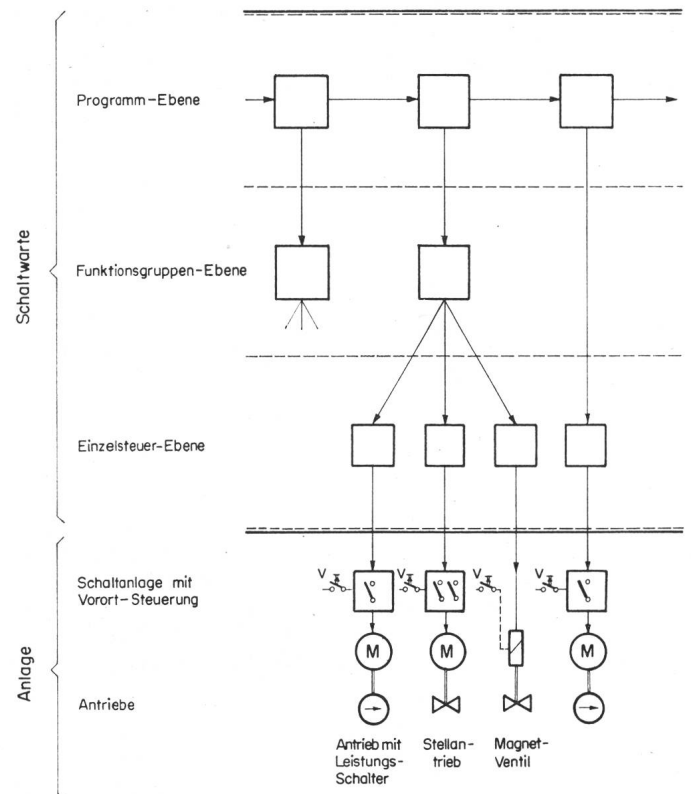 Programm-Ebene
Schaltwarte
Funktionsgruppen-Ebene
Einzelsteuer-Ebene
Anlage
Schaltanlage mit
Vorort-Steuerung
V
V
V
V
M
M
M
Antriebe
Antrieb mit
Leistungs-
Schalter
Stellan-
trieb
Magnet-
Ventil